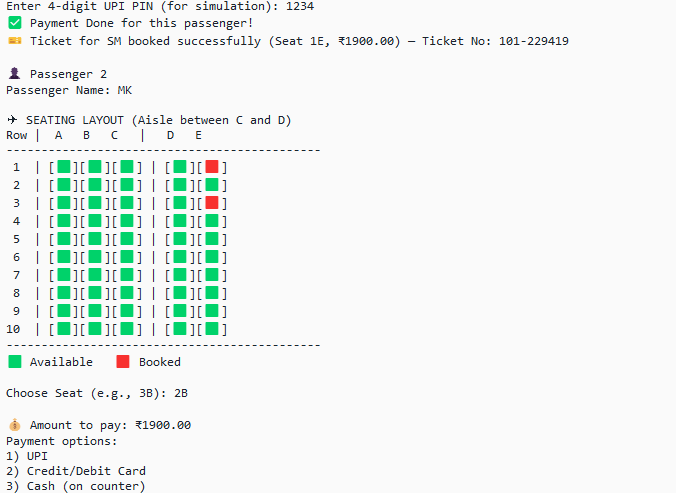 Enter 4-digit UPI PIN (for simulation): 1234
✅ Payment Done for this passenger!
🎫 Ticket for SM booked successfully (Seat 1E, ₹1900.00) — Ticket No: 101-229419
👤 Passenger 2
Passenger Name: MK
✈ SEATING LAYOUT (Aisle between C and D)
Row | A B C | D E
---------------------------------------------
1 | [🟩][🟩][🟩] | [🟩][🟥]
2 | [🟩][🟩][🟩] | [🟩][🟩]
3 | [🟩][🟩][🟩] | [🟩][🟥]
4 | [🟩][🟩][🟩] | [🟩][🟩]
5 | [🟩][🟩][🟩] | [🟩][🟩]
6 | [🟩][🟩][🟩] | [🟩][🟩]
7 | [🟩][🟩][🟩] | [🟩][🟩]
8 | [🟩][🟩][🟩] | [🟩][🟩]
9 | [🟩][🟩][🟩] | [🟩][🟩]
10 | [🟩][🟩][🟩] | [🟩][🟩]
---------------------------------------------
🟩 Available 🟥 Booked
Choose Seat (e.g., 3B): 2B
💰 Amount to pay: ₹1900.00
Payment options:
1) UPI
2) Credit/Debit Card
3) Cash (on counter)